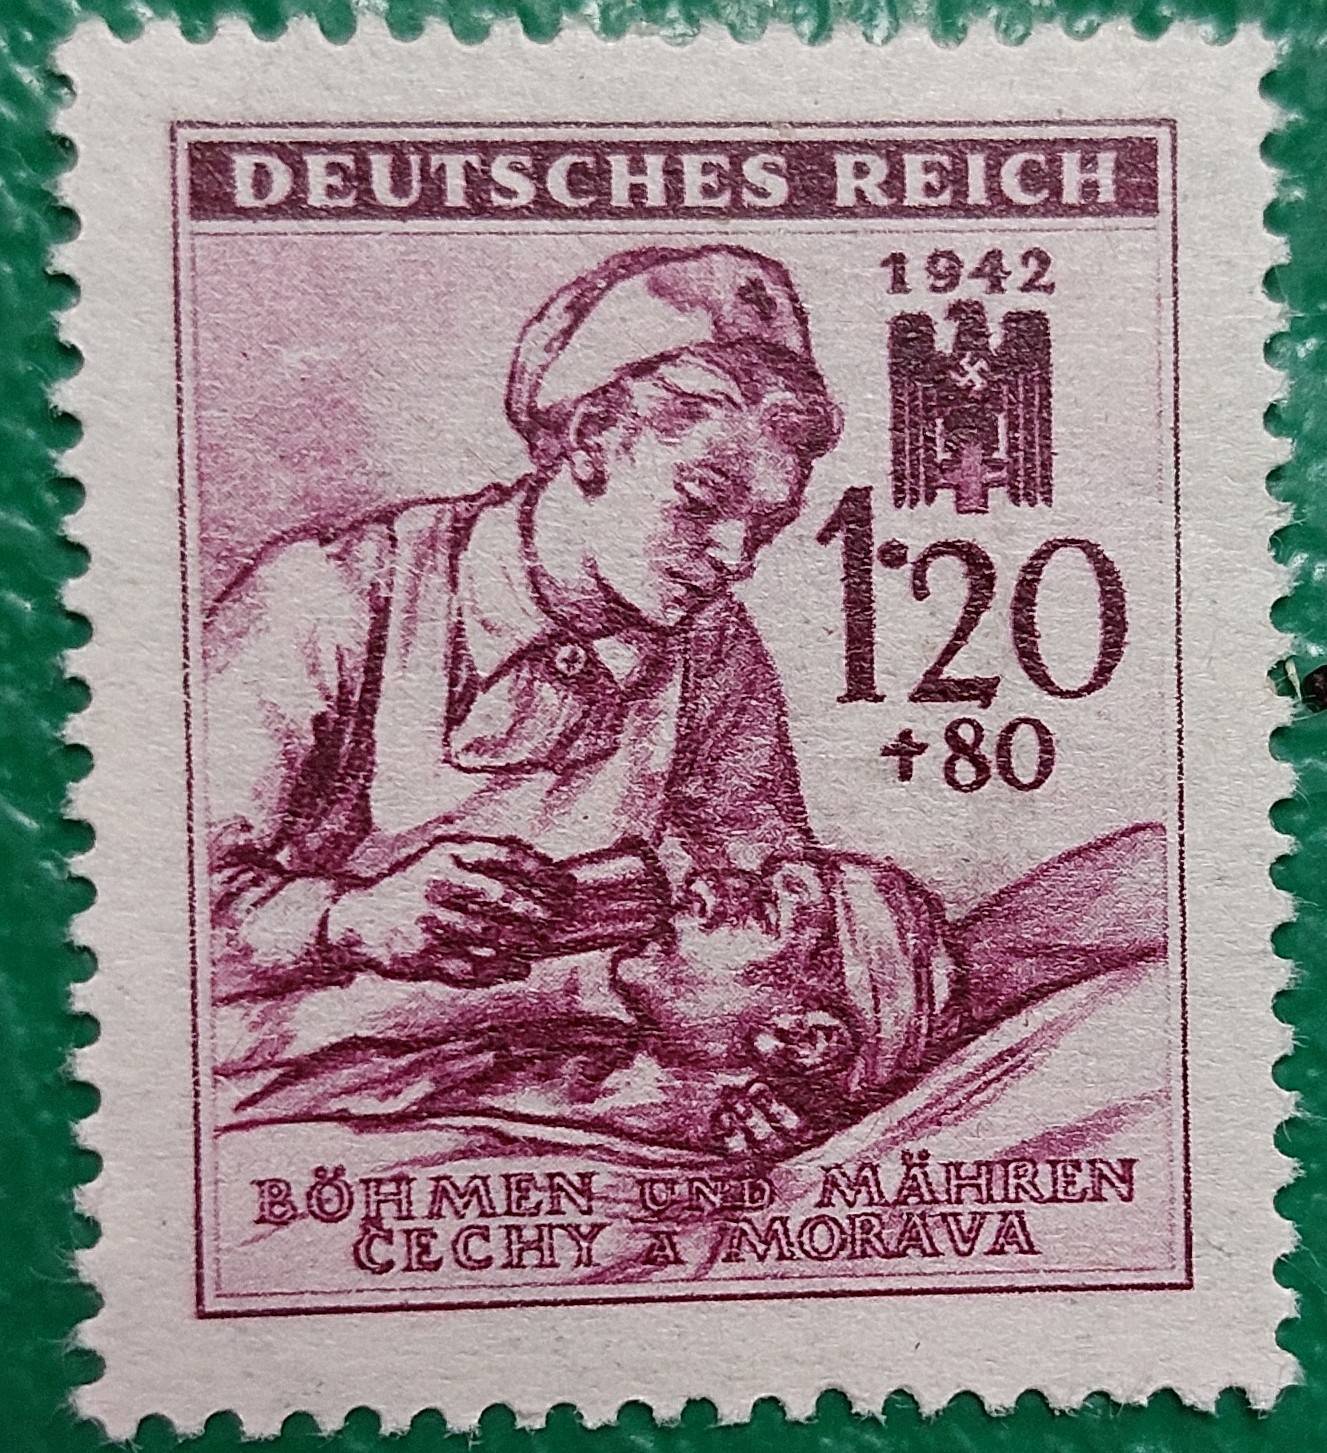 DEUTSCHES REICH
1942
1·20
+80
BÖHMEN UND MÄHREN
ČECHY A MORAVA